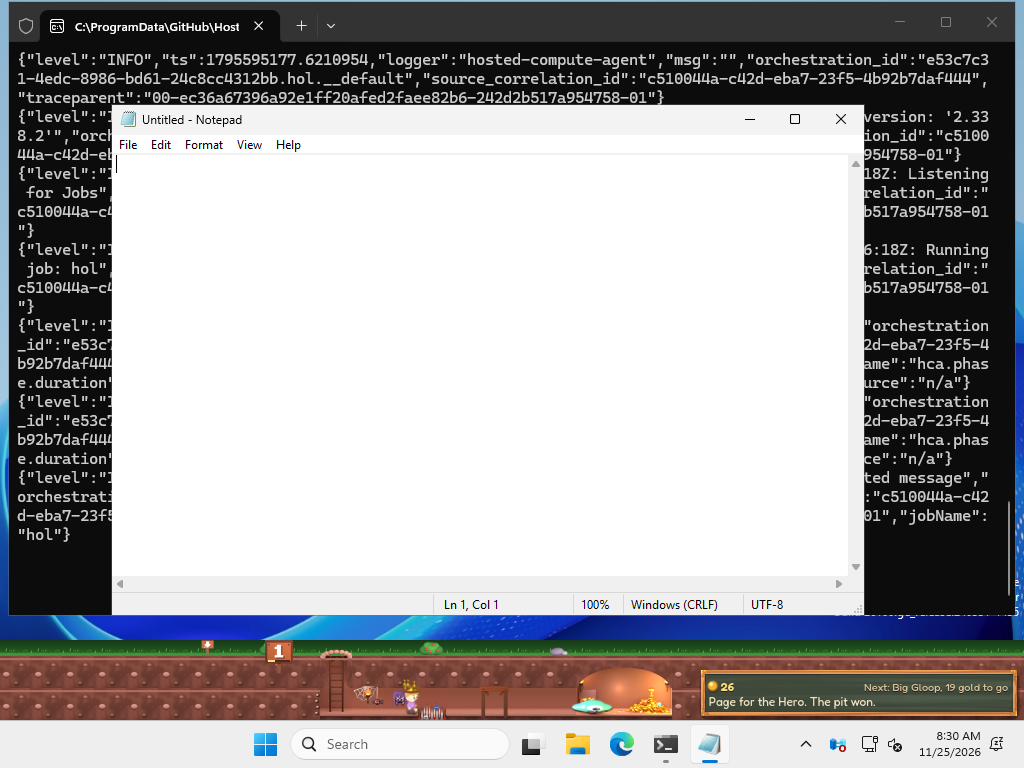 C:\ProgramData\GitHub\Host
{"level":"INFO","ts":1795595177.6210954,"logger":"hosted-compute-agent","msg":"","orchestration_id":"e53c7c3
1-4edc-8986-bd61-24c8cc4312bb.hol.__default","source_correlation_id":"c510044a-c42d-eba7-23f5-4b92b7daf444",
"traceparent":"00-ec36a67396a92e1ff20afed2faee82b6-242d2b517a954758-01"}
{"level":"I version: '2.33
8.2'","orch ion_id":"c5100
44a-c42d-eb 954758-01"}
{"level":"I 18Z: Listening
for Jobs", relation_id":"
c510044a-c4 b517a954758-01
"}
{"level":"I 6:18Z: Running
job: hol", relation_id":"
c510044a-c4 b517a954758-01
"}
{"level":"I "orchestration
_id":"e53c7 2d-eba7-23f5-4
b92b7daf444 ame":"hca.phas
e.duration" urce":"n/a"}
{"level":"I "orchestration
_id":"e53c7 2d-eba7-23f5-4
b92b7daf444 ame":"hca.phas
e.duration" ce":"n/a"}
{"level":"I ted message","
orchestrati :"c510044a-c42
d-eba7-23f5 01","jobName":
"hol"}
Untitled - Notepad
File Edit Format View Help
Ln 1, Col 1 100% Windows (CRLF) UTF-8
1
26 Next: Big Gloop, 19 gold to go
Page for the Hero. The pit won.
Search
8:30 AM
11/25/2026